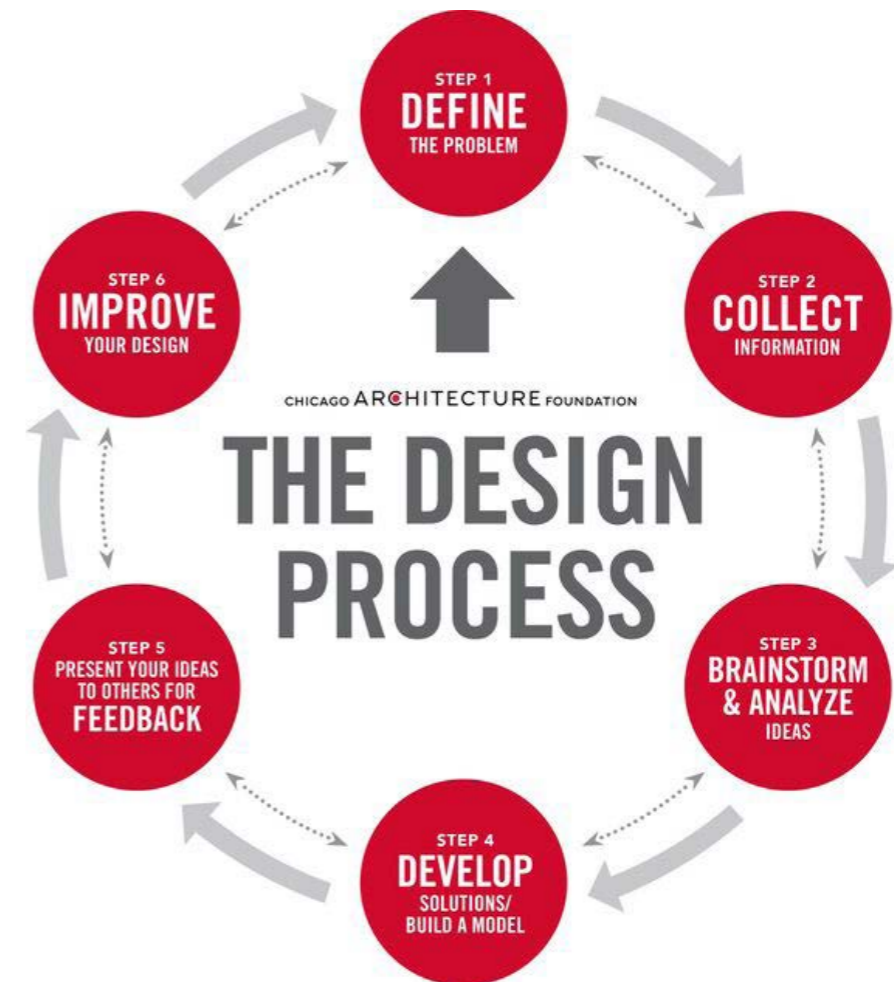 STEP 1
DEFINE
THE PROBLEM
STEP 2
COLLECT
INFORMATION
STEP 3
BRAINSTORM
& ANALYZE
IDEAS
STEP 4
DEVELOP
SOLUTIONS/
BUILD A MODEL
STEP 5
PRESENT YOUR IDEAS
TO OTHERS FOR
FEEDBACK
STEP 6
IMPROVE
YOUR DESIGN
CHICAGO ARCHITECTURE FOUNDATION
THE DESIGN
PROCESS